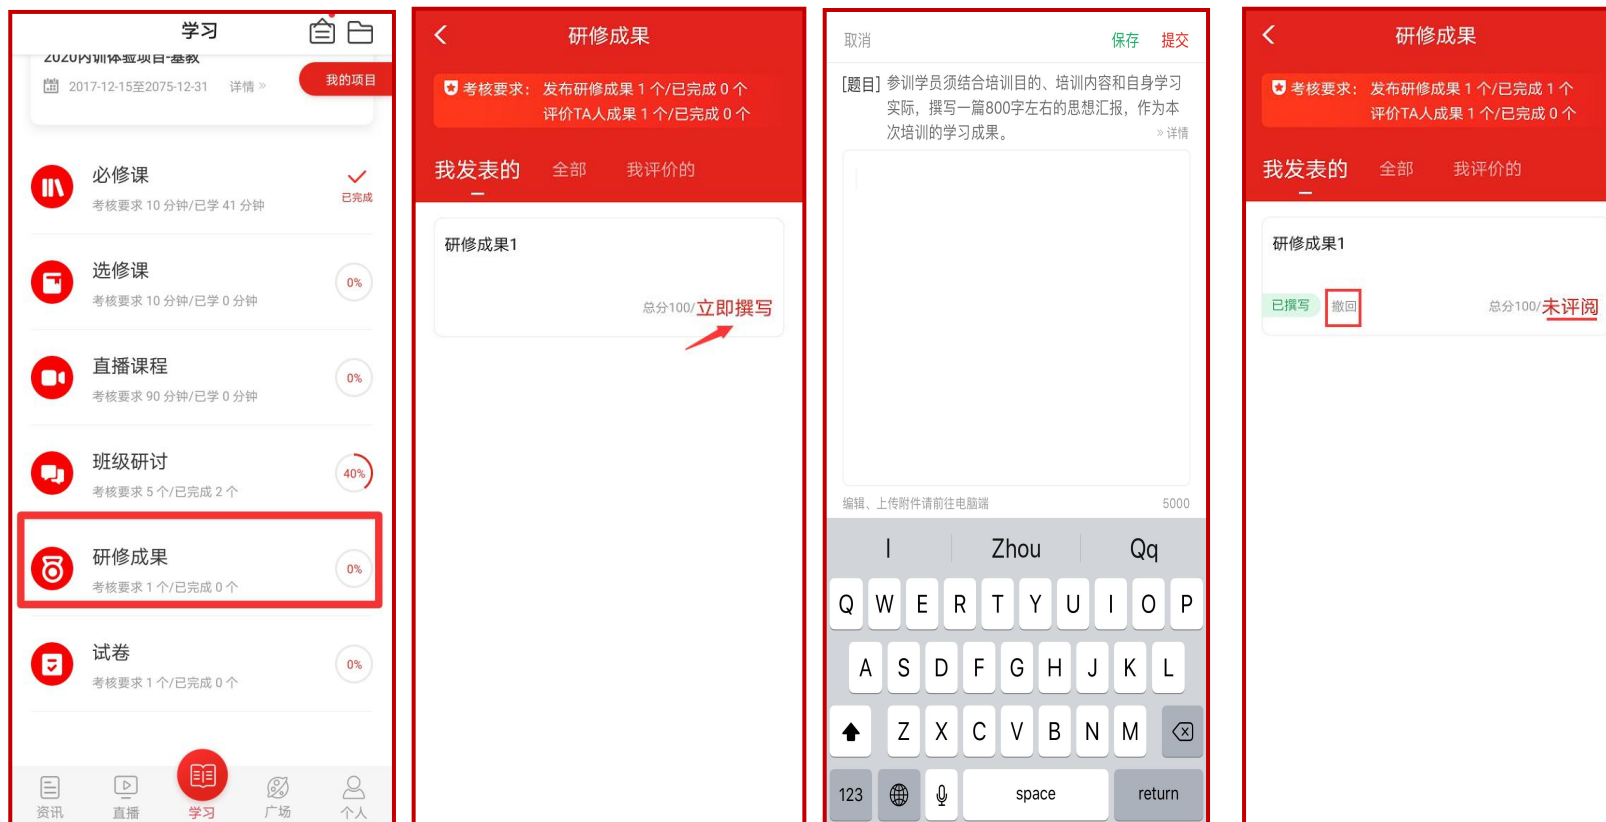 学习
2020内训体验项目-基教
2017-12-15至2075-12-31 详情 »
我的项目
必修课
考核要求 10 分钟/已学 41 分钟
已完成
选修课
考核要求 10 分钟/已学 0 分钟
0%
直播课程
考核要求 90 分钟/已学 0 分钟
0%
班级研讨
考核要求 5 个/已完成 2 个
40%
研修成果
考核要求 1 个/已完成 0 个
0%
试卷
考核要求 1 个/已完成 0 个
0%
资讯 直播 学习 广场 个人
研修成果
考核要求： 发布研修成果 1 个/已完成 0 个
评价TA人成果 1 个/已完成 0 个
我发表的 全部 我评价的
研修成果1
总分100/立即撰写
取消 保存 提交
[题目] 参训学员须结合培训目的、培训内容和自身学习
实际，撰写一篇800字左右的思想汇报，作为本
次培训的学习成果。 » 详情
编辑、上传附件请前往电脑端 5000
I Zhou Qq
Q W E R T Y U I O P
A S D F G H J K L
Z X C V B N M
123 space return
研修成果
考核要求： 发布研修成果 1 个/已完成 1 个
评价TA人成果 1 个/已完成 0 个
我发表的 全部 我评价的
研修成果1
已撰写 撤回 总分100/未评阅